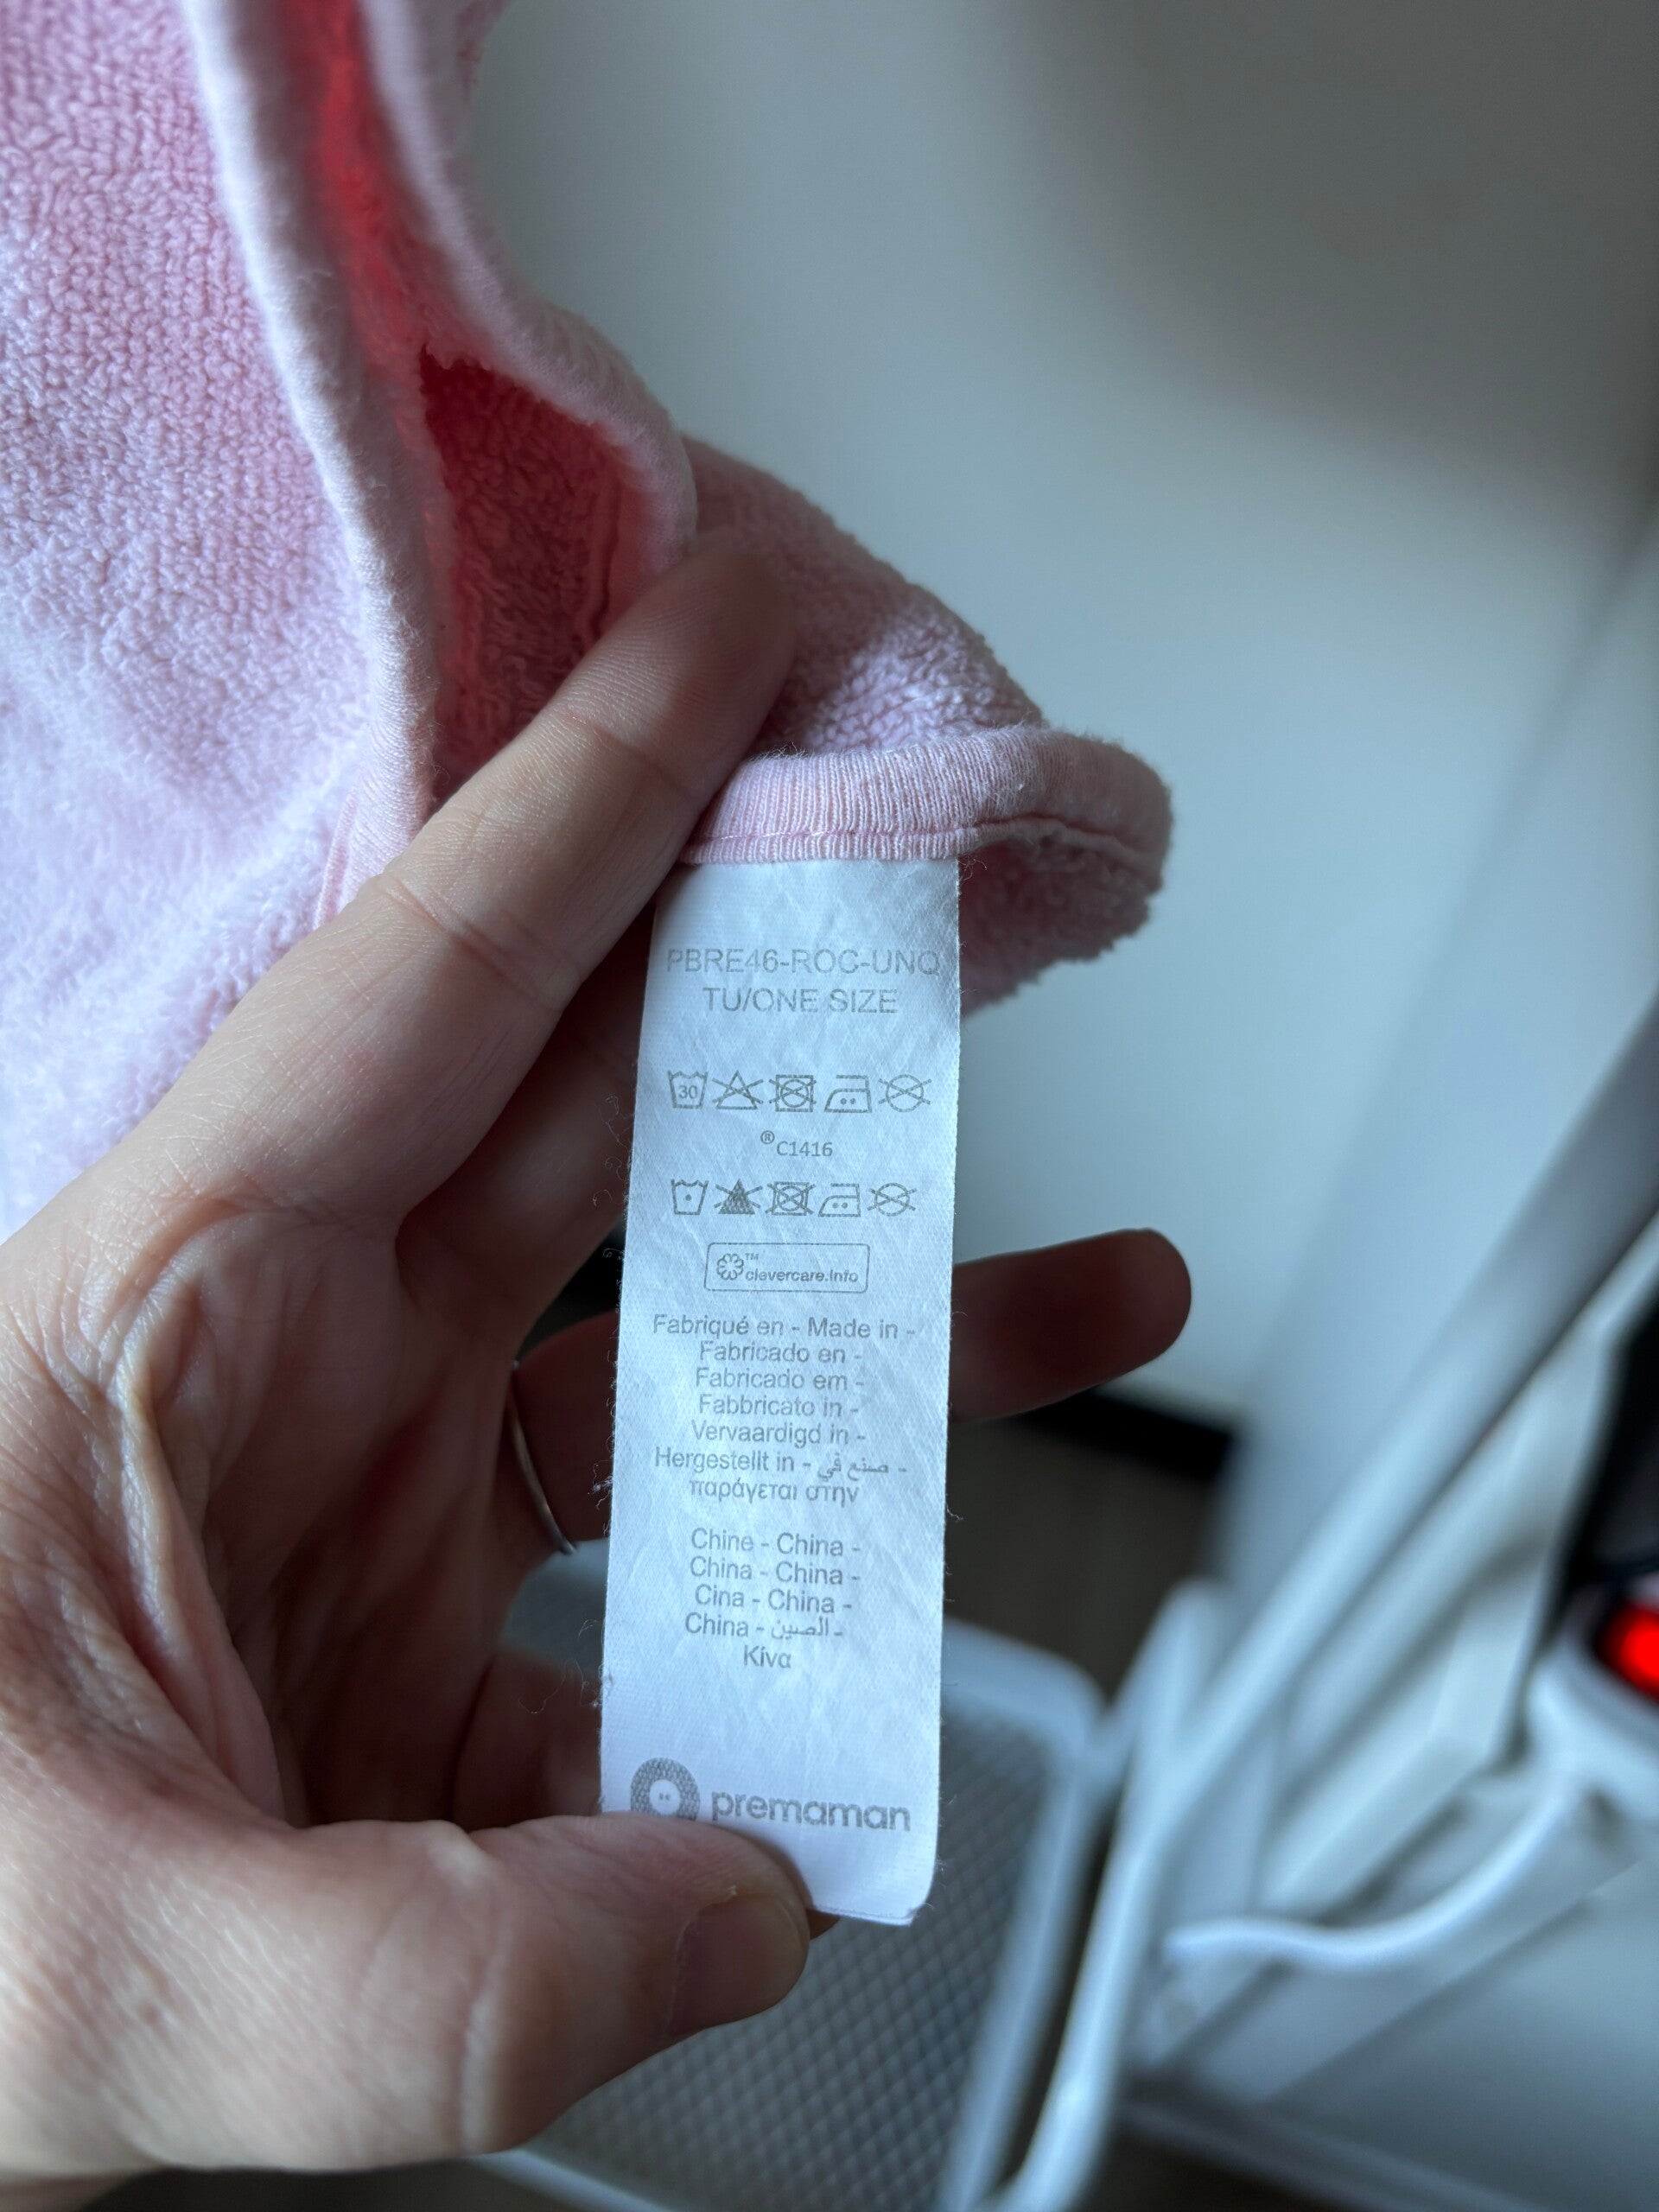 PBRE46-ROC-UNQ
TU/ONE SIZE
30
® C1416
™ clevercare.info
Fabriqué en - Made in -
Fabricado en -
Fabricado em -
Fabbricato in -
Vervaardigd in -
Hergestellt in - صنع في -
παράγεται στην
Chine - China -
China - China -
Cina - China -
China - الصين -
Κίνα
premaman